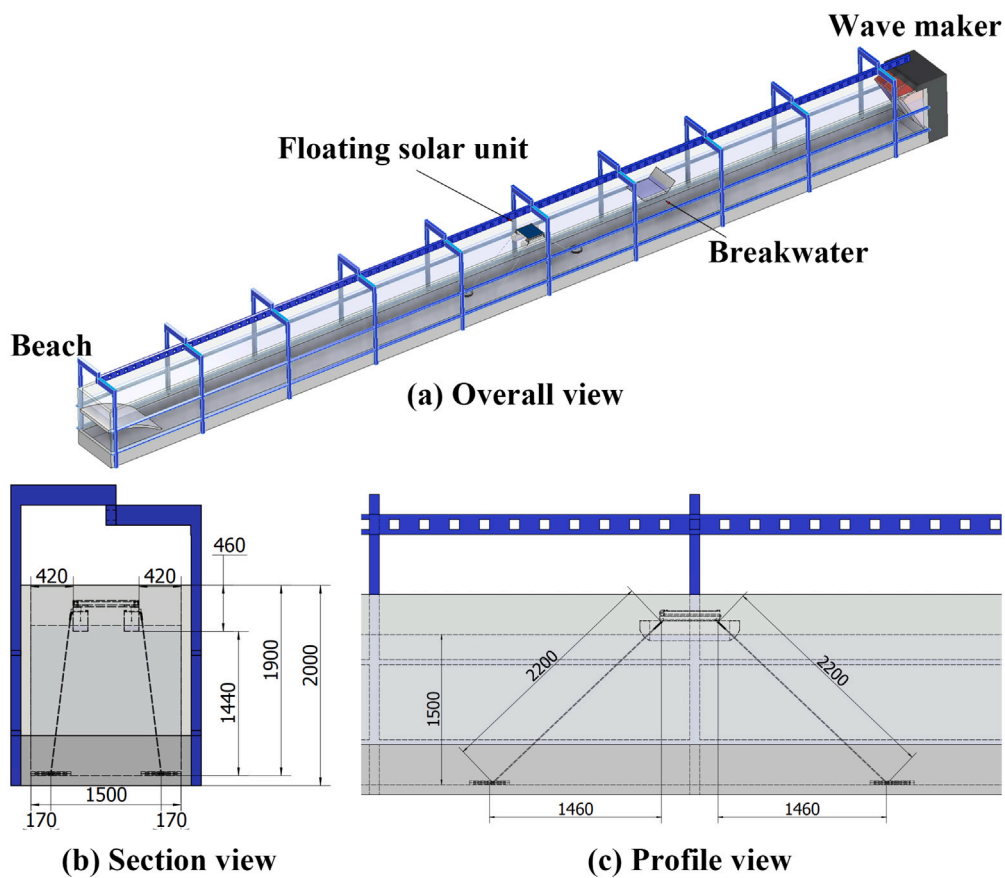 Wave maker
Floating solar unit
Breakwater
Beach
(a) Overall view
460
420
420
1440
1900
2000
1500
170
170
(b) Section view
2200
2200
1500
1460
1460
(c) Profile view